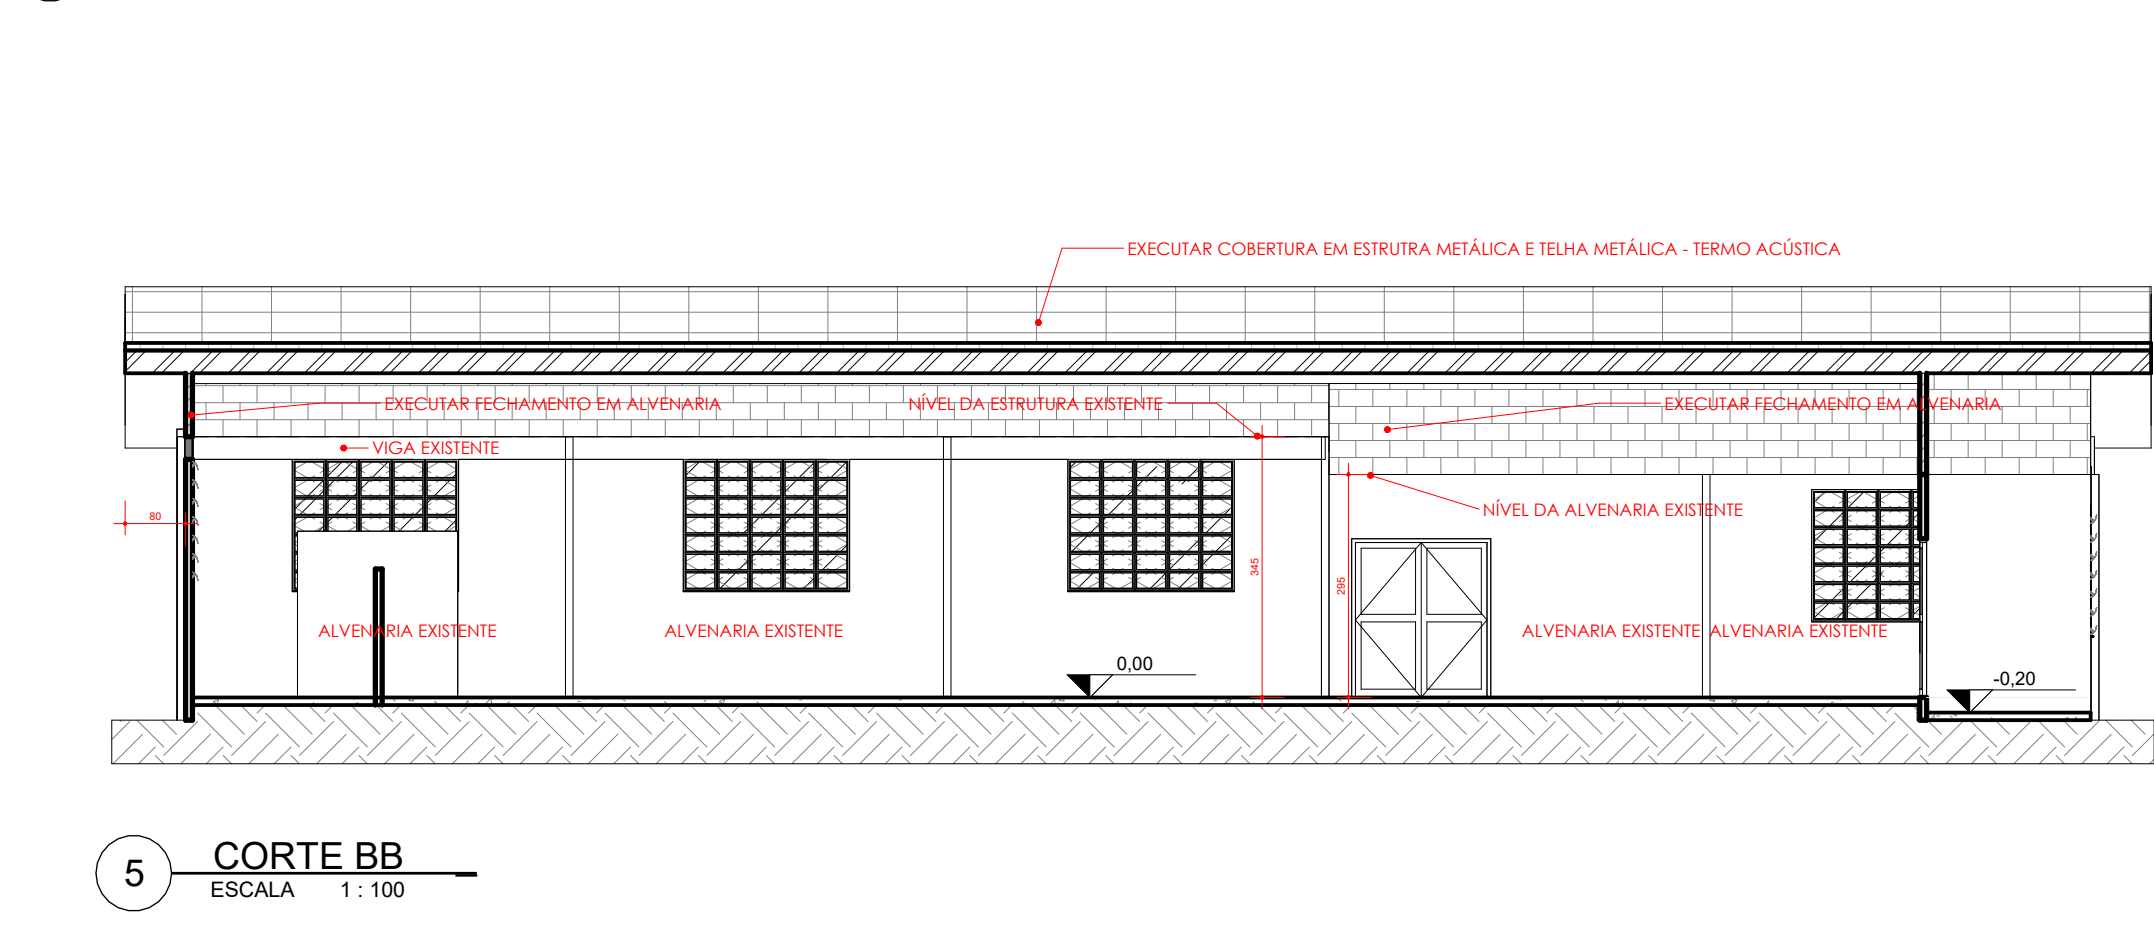 EXECUTAR COBERTURA EM ESTRUTRA METÁLICA E TELHA METÁLICA - TERMO ACÚSTICA
EXECUTAR FECHAMENTO EM ALVENARIA
NÍVEL DA ESTRUTURA EXISTENTE
EXECUTAR FECHAMENTO EM ALVENARIA
VIGA EXISTENTE
NÍVEL DA ALVENARIA EXISTENTE
80
345
295
ALVENARIA EXISTENTE
ALVENARIA EXISTENTE
ALVENARIA EXISTENTE
ALVENARIA EXISTENTE
0,00
-0,20
5
CORTE BB
ESCALA 1 : 100